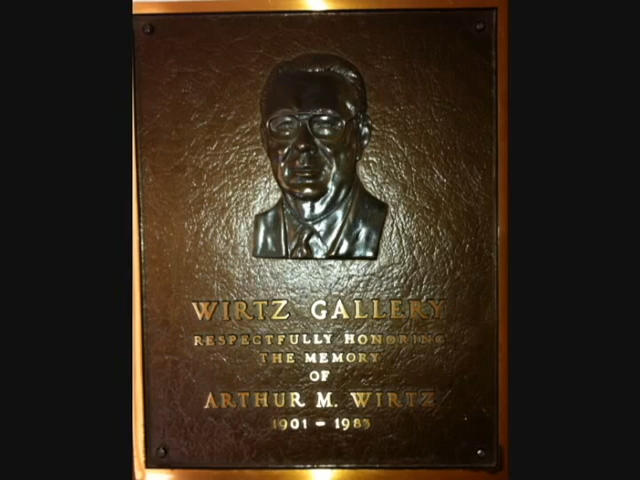 WIRTZ GALLERY
RESPECTFULLY HONORING
THE MEMORY
OF
ARTHUR M. WIRTZ
1901 - 1983